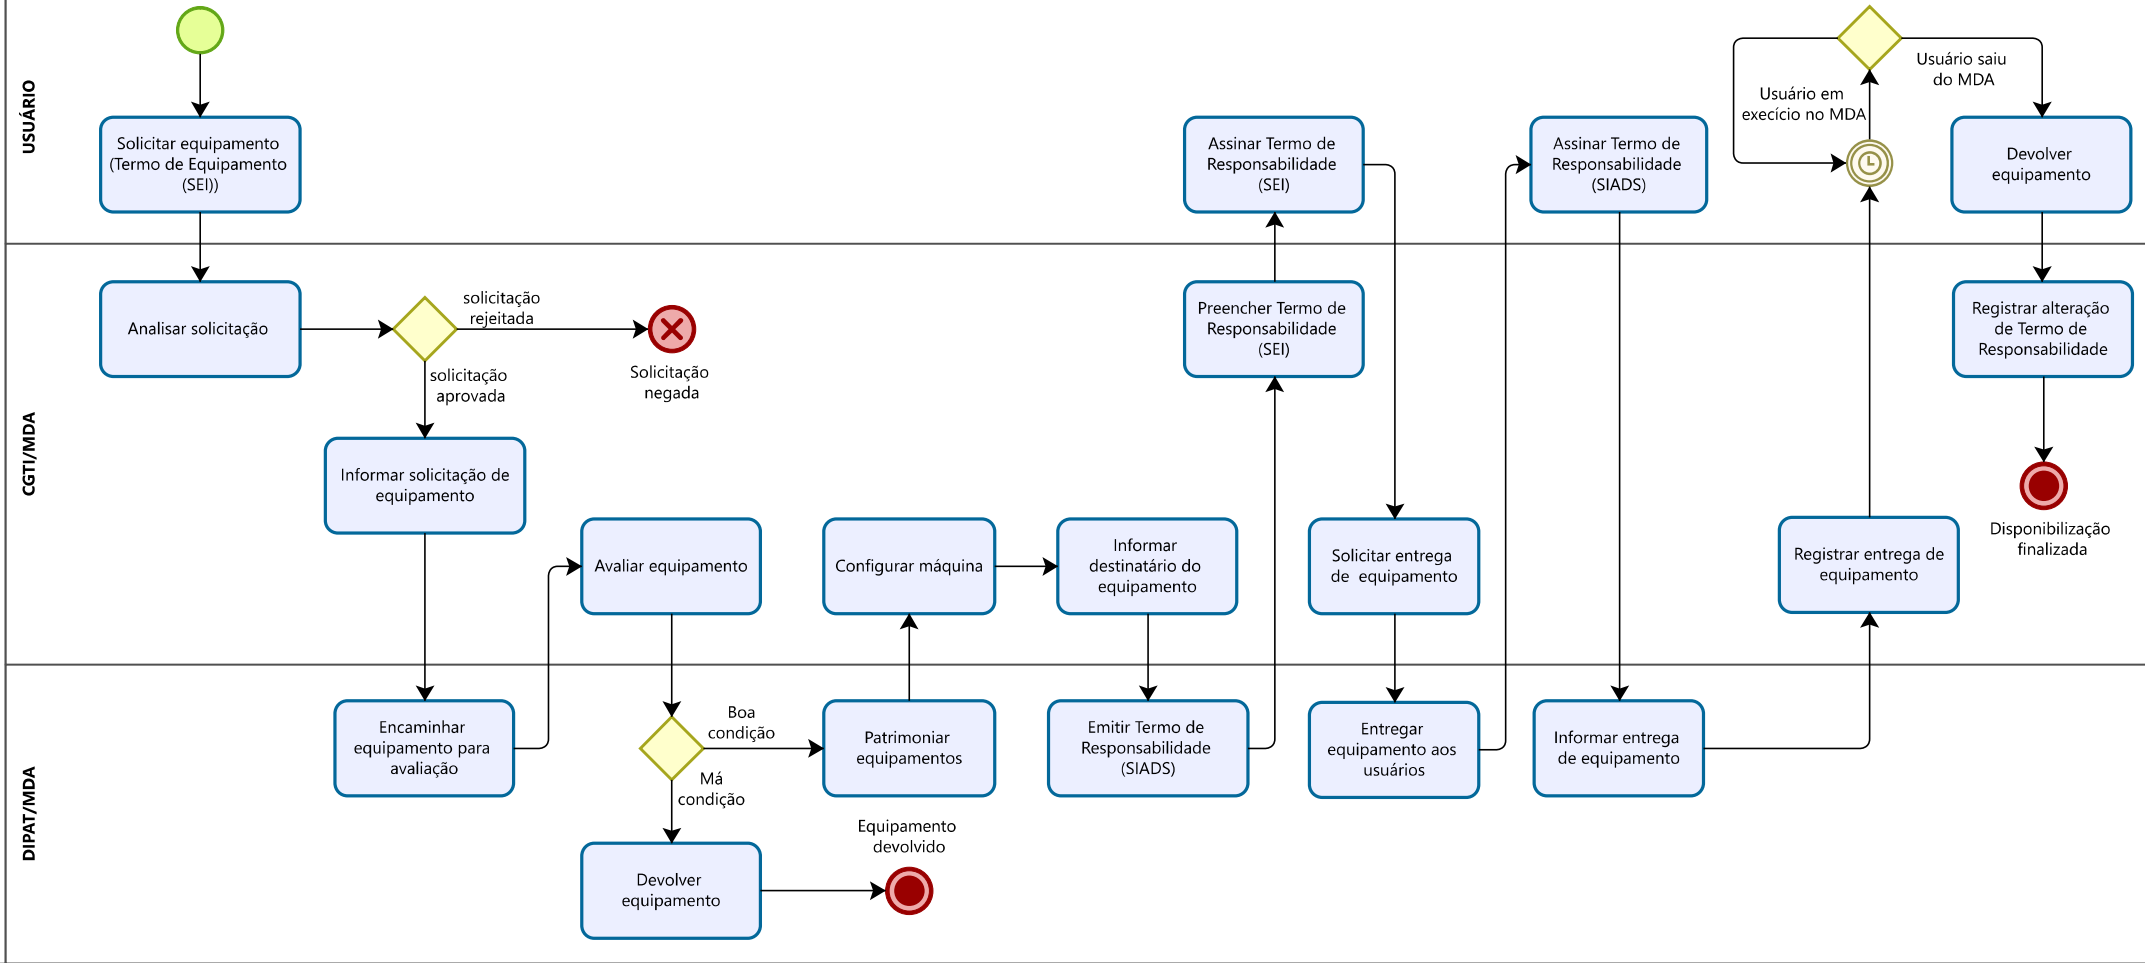 USUÁRIO
Solicitar equipamento
(Termo de Equipamento
(SEI))
Assinar Termo de
Responsabilidade
(SEI)
Assinar Termo de
Responsabilidade
(SIADS)
Usuário em
execício no MDA
Usuário saiu
do MDA
Devolver
equipamento
CGTI/MDA
Analisar solicitação
solicitação
rejeitada
Solicitação
negada
solicitação
aprovada
Informar solicitação de
equipamento
Avaliar equipamento
Configurar máquina
Informar
destinatário do
equipamento
Preencher Termo de
Responsabilidade
(SEI)
Solicitar entrega
de  equipamento
Registrar entrega de
equipamento
Registrar alteração
de Termo de
Responsabilidade
Disponibilização
finalizada
DIPAT/MDA
Encaminhar
equipamento para
avaliação
Boa
condição
Má
condição
Patrimoniar
equipamentos
Devolver
equipamento
Equipamento
devolvido
Emitir Termo de
Responsabilidade
(SIADS)
Entregar
equipamento aos
usuários
Informar entrega
de equipamento